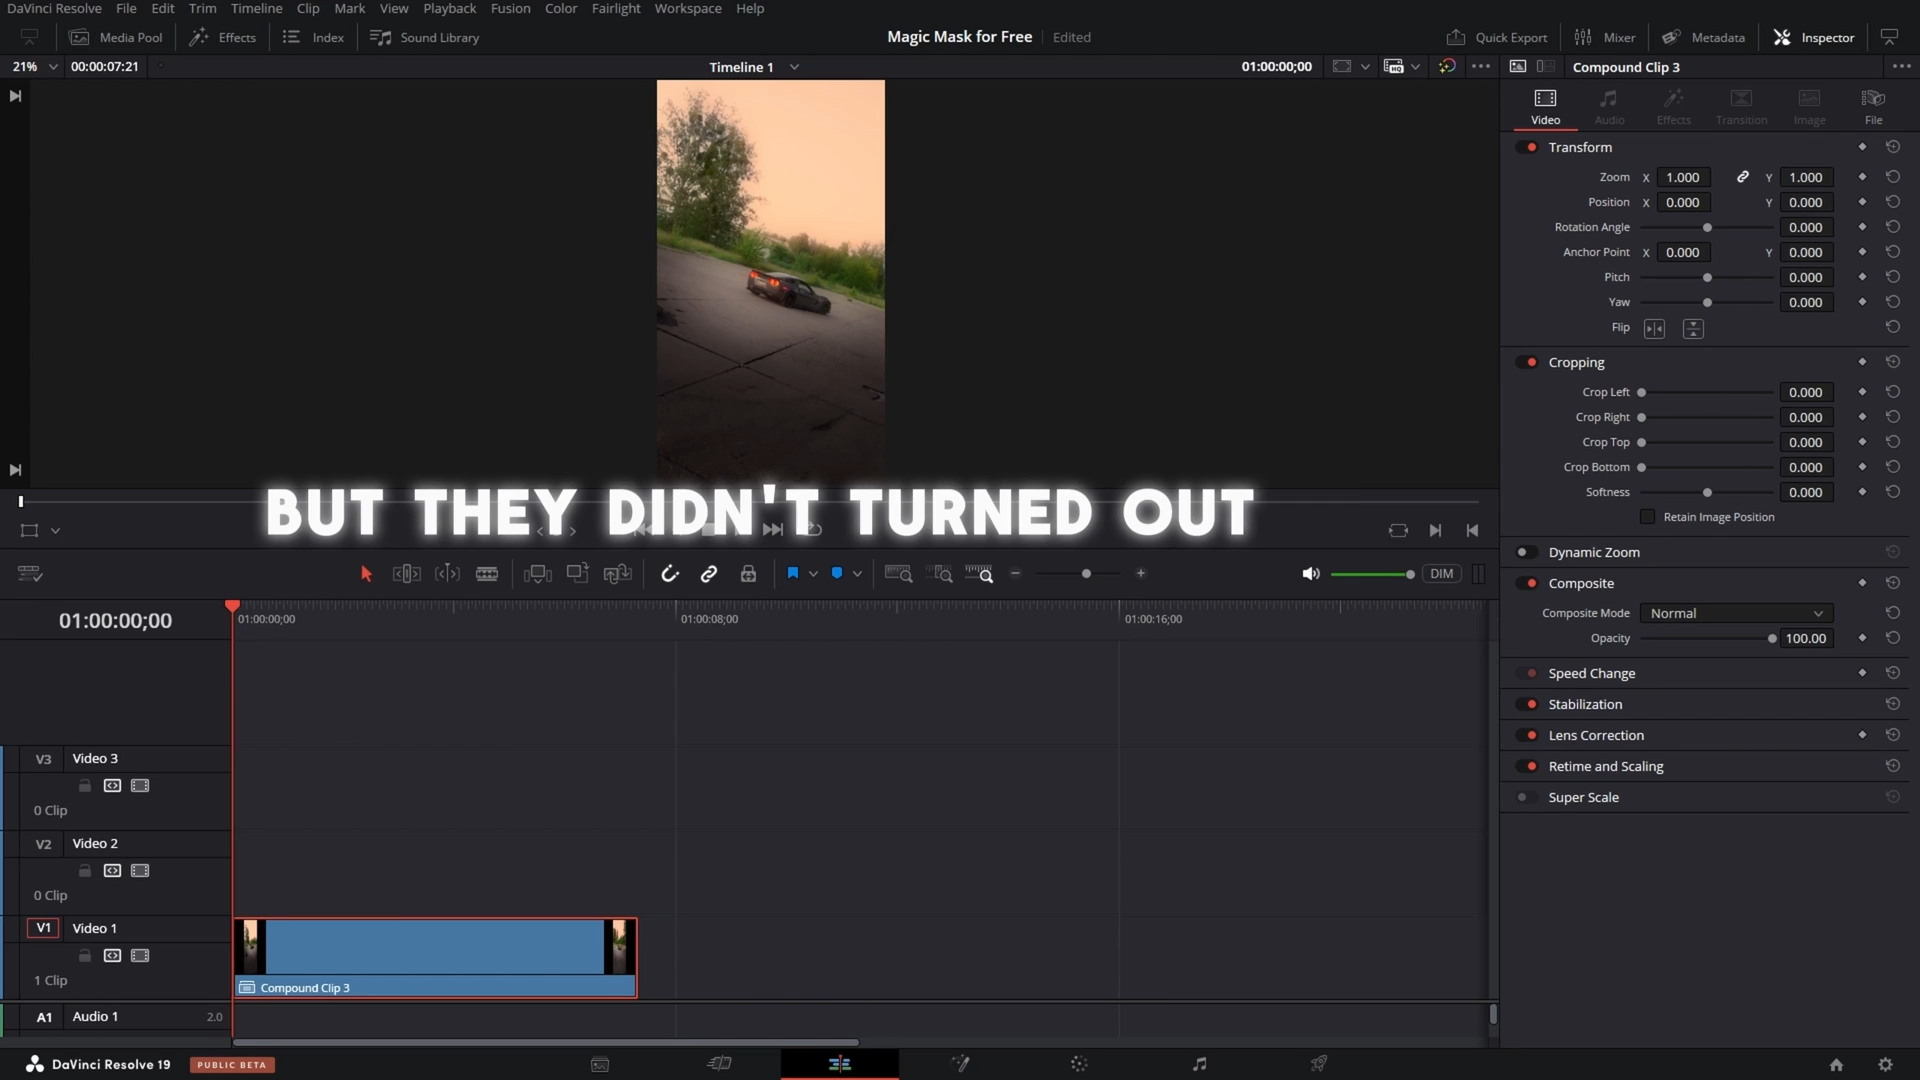 DaVinci Resolve File Edit Trim Timeline Clip Mark View Playback Fusion Color Fairlight Workspace Help
Media Pool Effects Index Sound Library Magic Mask for Free Edited Quick Export Mixer Metadata Inspector
21% 00:00:07:21 Timeline 1 01:00:00;00 Compound Clip 3
Video Audio Effects Transition Image File
Transform
Zoom X 1.000 Y 1.000
Position X 0.000 Y 0.000
Rotation Angle 0.000
Anchor Point X 0.000 Y 0.000
Pitch 0.000
Yaw 0.000
Flip
Cropping
Crop Left 0.000
Crop Right 0.000
Crop Top 0.000
Crop Bottom 0.000
Softness 0.000
Retain Image Position
BUT THEY DIDN'T TURNED OUT
Dynamic Zoom
DIM
Composite
Composite Mode Normal
Opacity 100.00
Speed Change
Stabilization
Lens Correction
Retime and Scaling
Super Scale
01:00:00;00 01:00:00;00 01:00:08;00 01:00:16;00
V3 Video 3
0 Clip
V2 Video 2
0 Clip
V1 Video 1
1 Clip
Compound Clip 3
A1 Audio 1 2.0
DaVinci Resolve 19 PUBLIC BETA